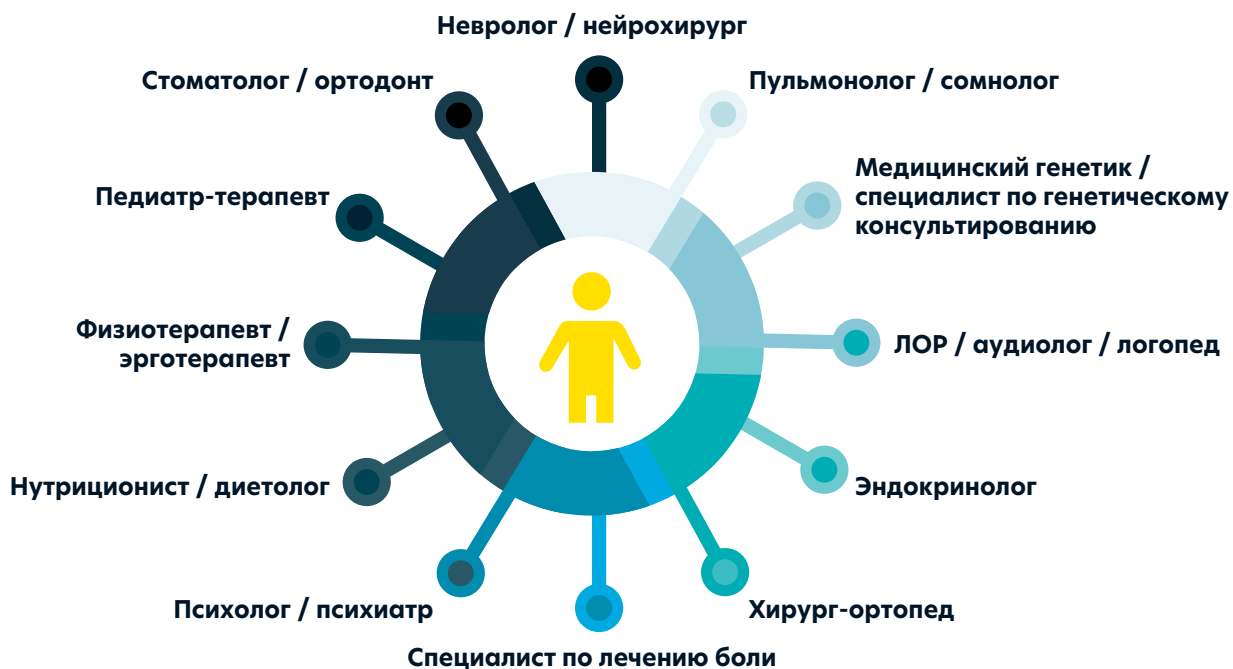 Невролог / нейрохирург
Стоматолог / ортодонт
Пульмонолог / сомнолог
Педиатр-терапевт
Медицинский генетик /
специалист по генетическому
консультированию
Физиотерапевт /
эрготерапевт
ЛОР / аудиолог / логопед
Нутриционист / диетолог
Эндокринолог
Психолог / психиатр
Хирург-ортопед
Специалист по лечению боли